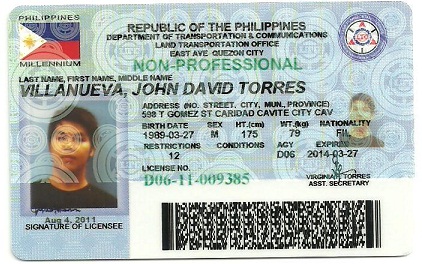 PHILIPPINES
MILLENNIUM
REPUBLIC OF THE PHILIPPINES
DEPARTMENT OF TRANSPORTATION & COMMUNICATIONS
LAND TRANSPORTATION OFFICE
EAST AVE QUEZON CITY
NON-PROFESSIONAL
LTO
LAST NAME, FIRST NAME, MIDDLE NAME
VILLANUEVA, JOHN DAVID TORRES
ADDRESS (NO. STREET, CITY, MUN., PROVINCE)
598 T GOMEZ ST CARIDAD CAVITE CITY CAV
BIRTH DATE SEX HT.(cm) WT.(kg) NATIONALITY
1989-03-27 M 175 79 FIL
RESTRICTIONS CONDITIONS AGCY EXPIRES
12 D06 2014-03-27
LICENSE NO.
D06-11-009385
VIRGINIA P. TORRES
ASST. SECRETARY
Aug 4, 2011
SIGNATURE OF LICENSEE